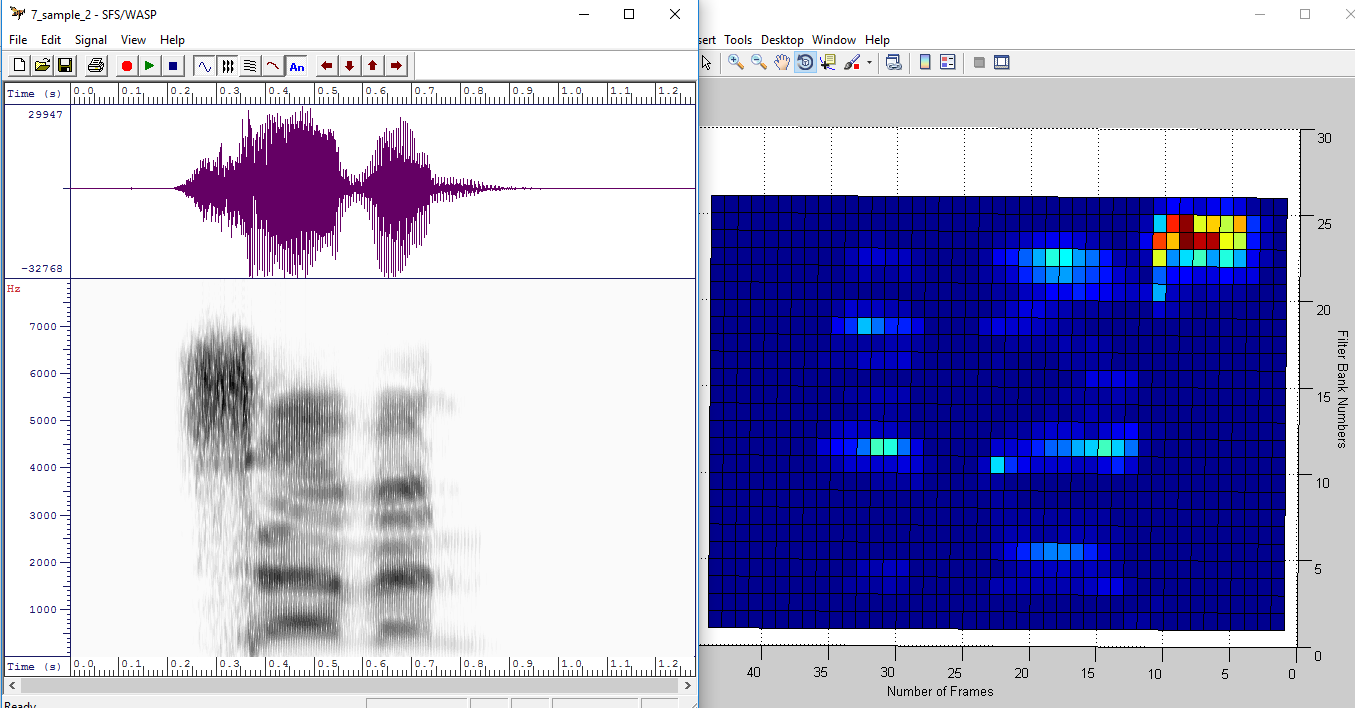 7_sample_2 - SFS/WASP
File Edit Signal View Help
An
Time (s) 0.0 0.1 0.2 0.3 0.4 0.5 0.6 0.7 0.8 0.9 1.0 1.1 1.2
29947
-32768
Hz
7000
6000
5000
4000
3000
2000
1000
Time (s) 0.0 0.1 0.2 0.3 0.4 0.5 0.6 0.7 0.8 0.9 1.0 1.1 1.2
Ready
sert Tools Desktop Window Help
30
25
20
15
10
5
0
Filter Bank Numbers
40 35 30 25 20 15 10 5 0
Number of Frames